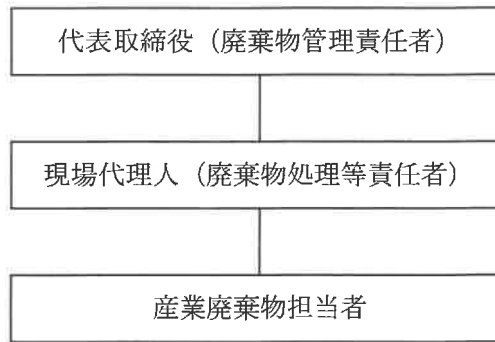 代表取締役（廃棄物管理責任者）
現場代理人（廃棄物処理等責任者）
産業廃棄物担当者